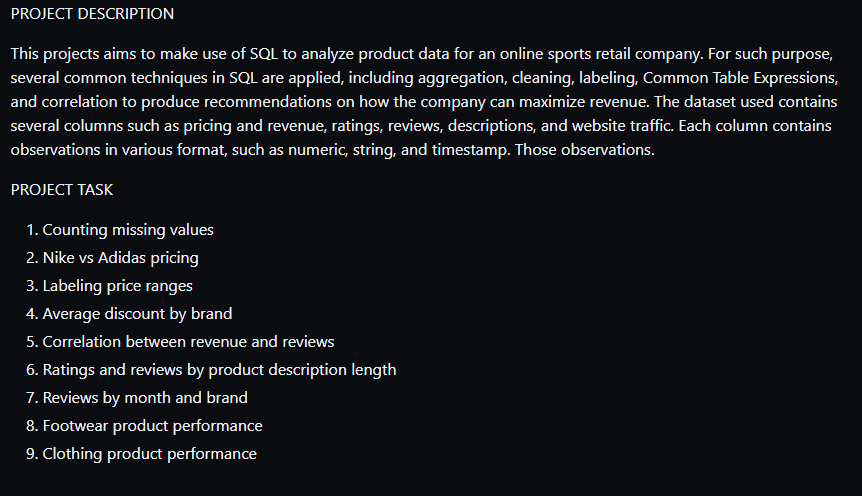 PROJECT DESCRIPTION
This projects aims to make use of SQL to analyze product data for an online sports retail company. For such purpose,
several common techniques in SQL are applied, including aggregation, cleaning, labeling, Common Table Expressions,
and correlation to produce recommendations on how the company can maximize revenue. The dataset used contains
several columns such as pricing and revenue, ratings, reviews, descriptions, and website traffic. Each column contains
observations in various format, such as numeric, string, and timestamp. Those observations.
PROJECT TASK
1. Counting missing values
2. Nike vs Adidas pricing
3. Labeling price ranges
4. Average discount by brand
5. Correlation between revenue and reviews
6. Ratings and reviews by product description length
7. Reviews by month and brand
8. Footwear product performance
9. Clothing product performance